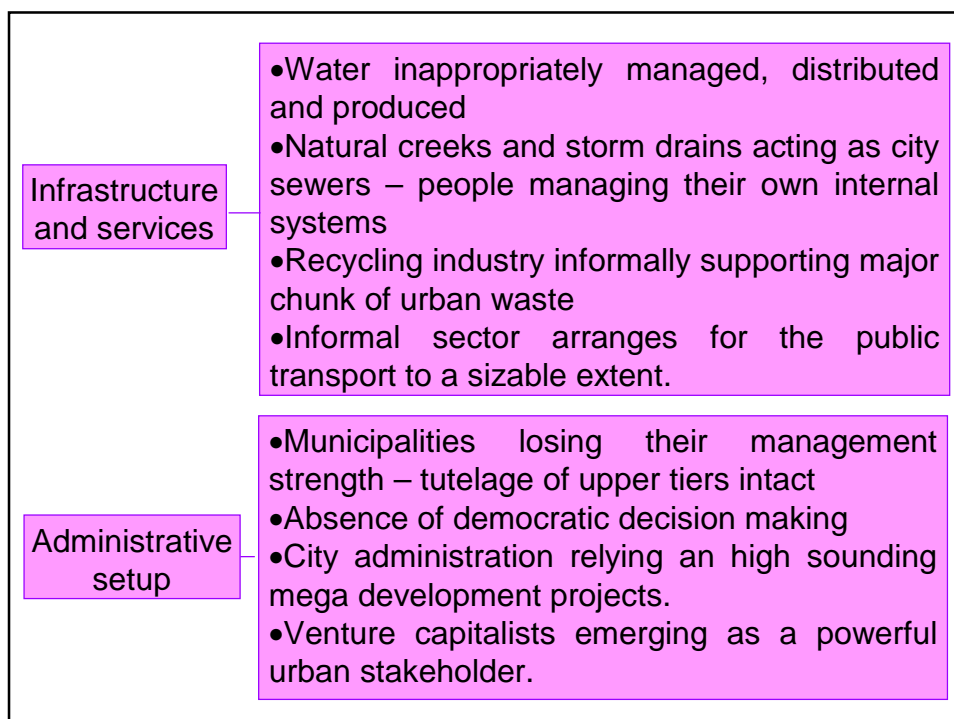 Infrastructure
and services
•Water inappropriately managed, distributed
and produced
•Natural creeks and storm drains acting as city
sewers – people managing their own internal
systems
•Recycling industry informally supporting major
chunk of urban waste
•Informal sector arranges for the public
transport to a sizable extent.
Administrative
setup
•Municipalities losing their management
strength – tutelage of upper tiers intact
•Absence of democratic decision making
•City administration relying an high sounding
mega development projects.
•Venture capitalists emerging as a powerful
urban stakeholder.